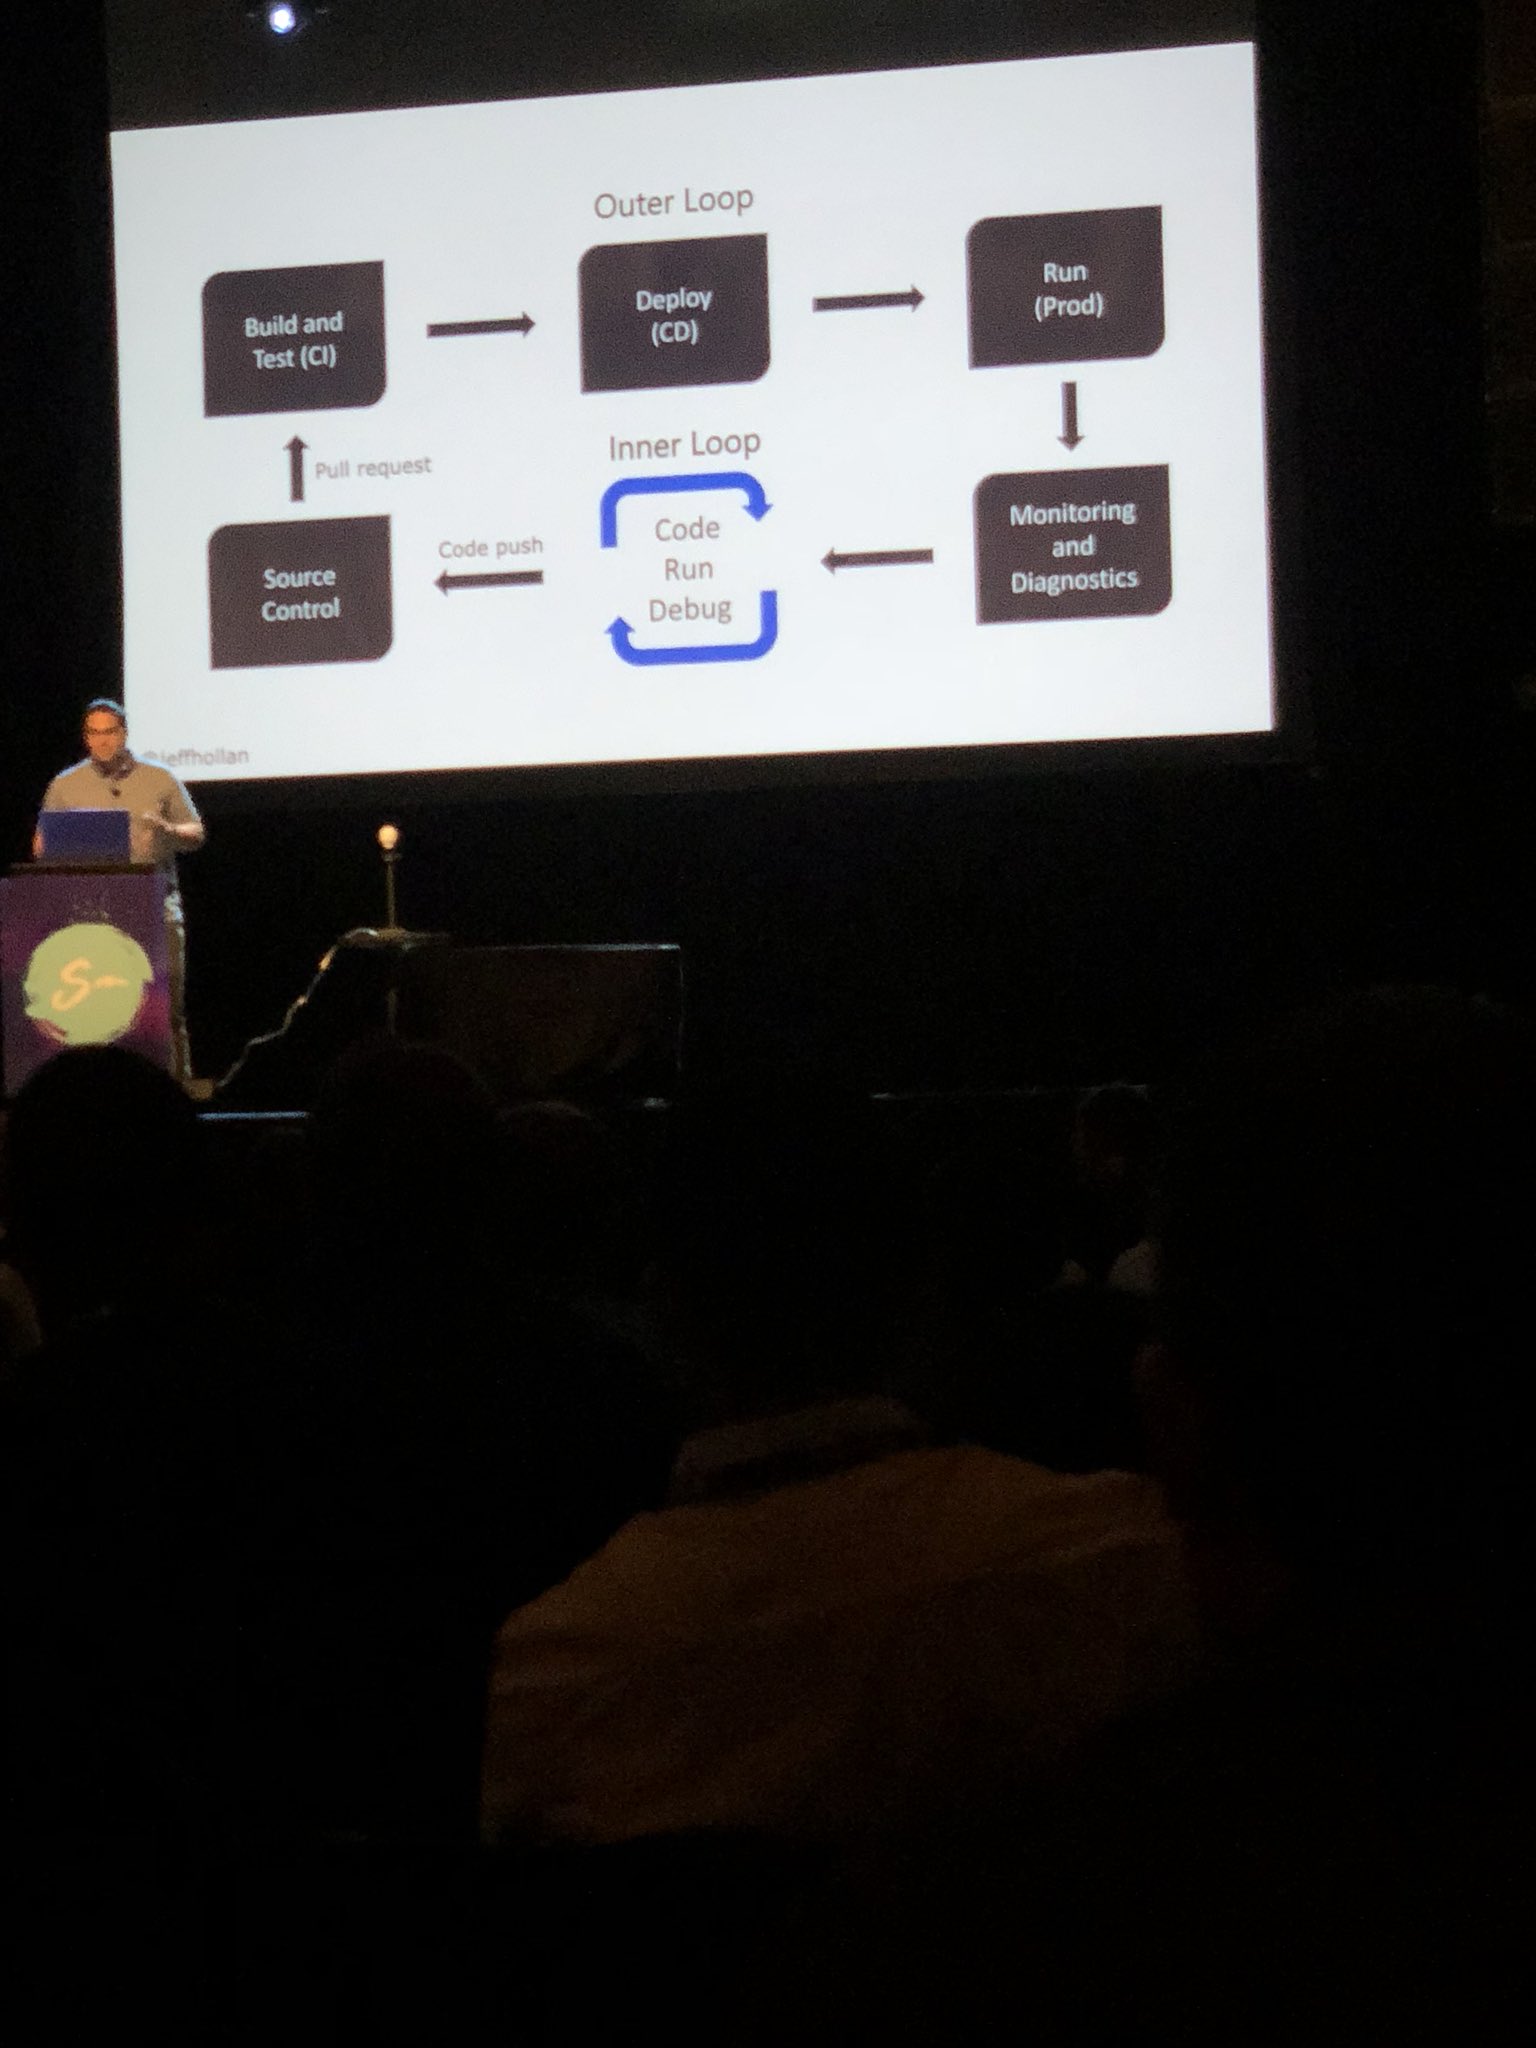 Outer Loop
Build and
Test (CI)
Deploy
(CD)
Run
(Prod)
Pull request
Inner Loop
Source
Control
Code push
Code
Run
Debug
Monitoring
and
Diagnostics
@jeffhollan
S-